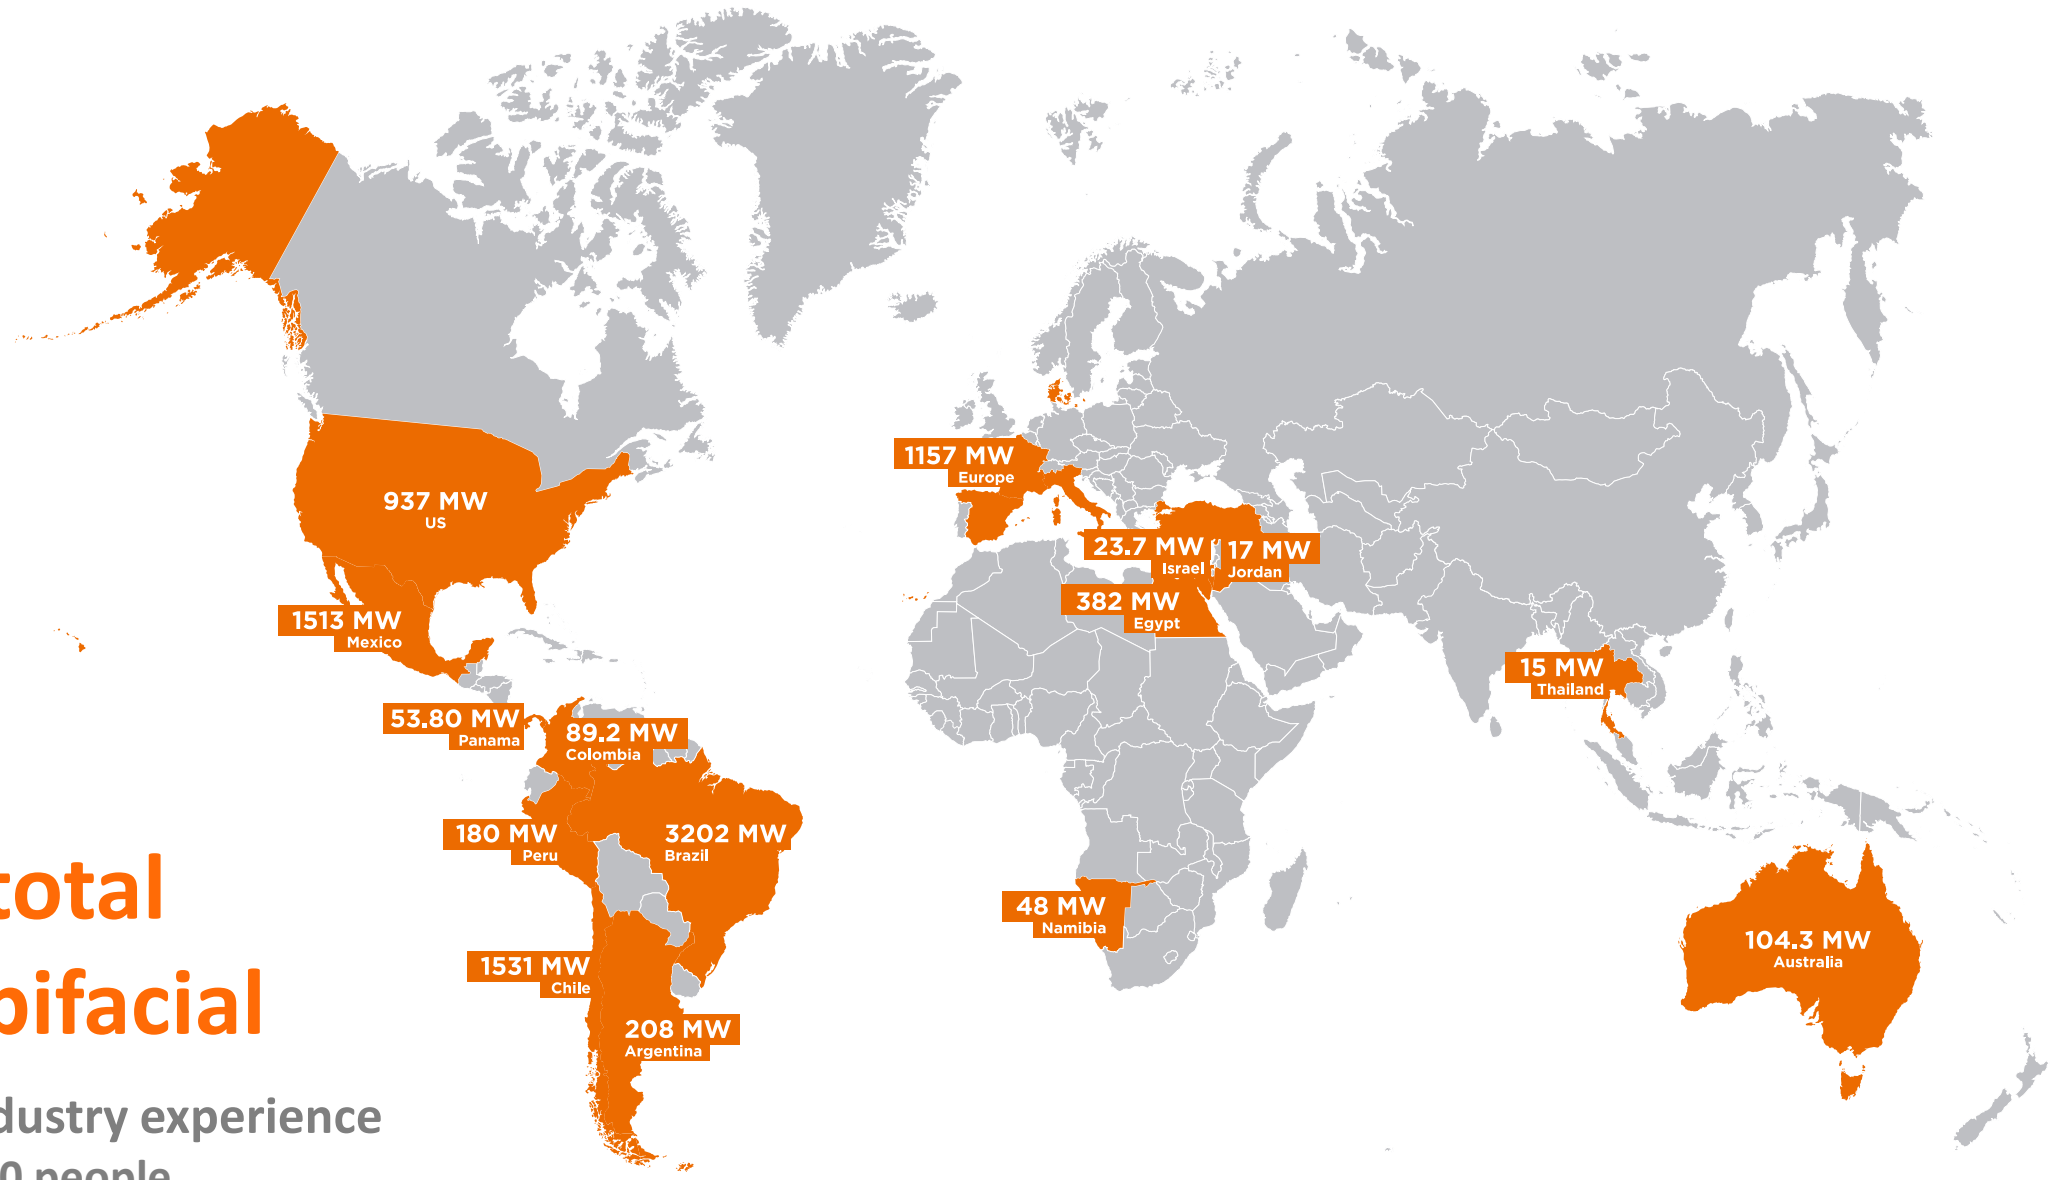 1157 MW
Europe
937 MW
US
23.7 MW
Israel
17 MW
Jordan
382 MW
Egypt
1513 MW
Mexico
15 MW
Thailand
53.80 MW
Panama
89.2 MW
Colombia
180 MW
Peru
3202 MW
Brazil
48 MW
Namibia
104.3 MW
Australia
1531 MW
Chile
208 MW
Argentina
total
bifacial
dustry experience
0 people